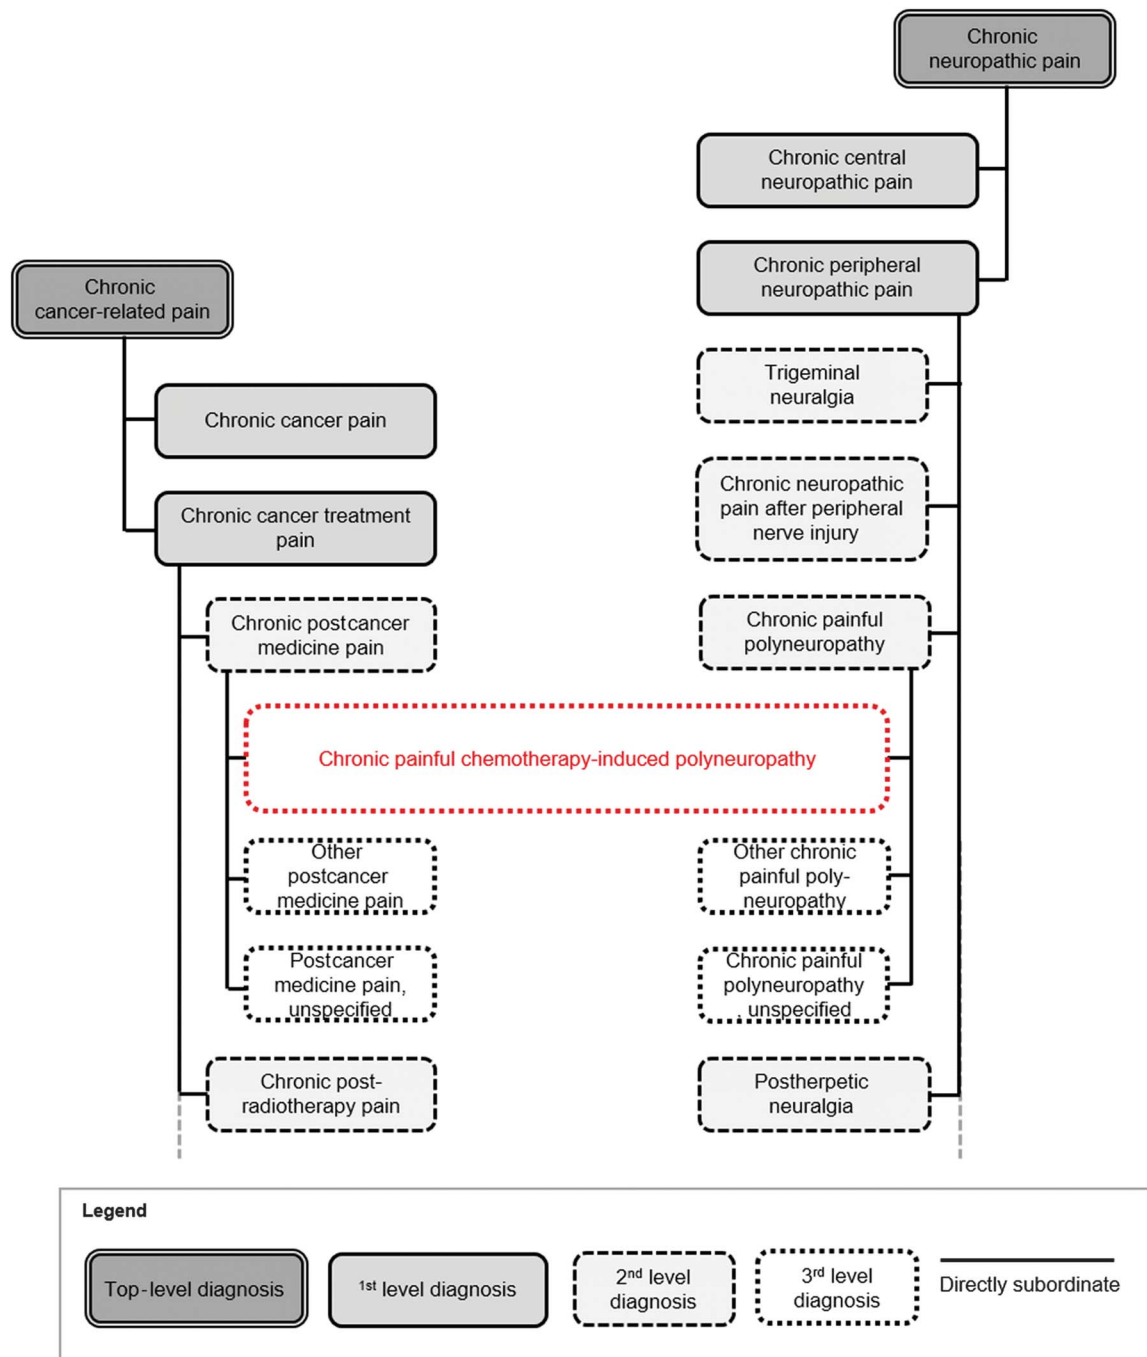 Chronic
neuropathic pain
Chronic central
neuropathic pain
Chronic peripheral
neuropathic pain
Chronic
cancer-related pain
Trigeminal
neuralgia
Chronic cancer pain
Chronic neuropathic
pain after peripheral
nerve injury
Chronic cancer treatment
pain
Chronic postcancer
medicine pain
Chronic painful
polyneuropathy
Chronic painful chemotherapy-induced polyneuropathy
Other
postcancer
medicine pain
Other chronic
painful poly-
neuropathy
Postcancer
medicine pain,
unspecified
Chronic painful
polyneuropathy
, unspecified
Chronic post-
radiotherapy pain
Postherpetic
neuralgia
Legend
Top-level diagnosis
1st level diagnosis
2nd level
diagnosis
3rd level
diagnosis
Directly subordinate